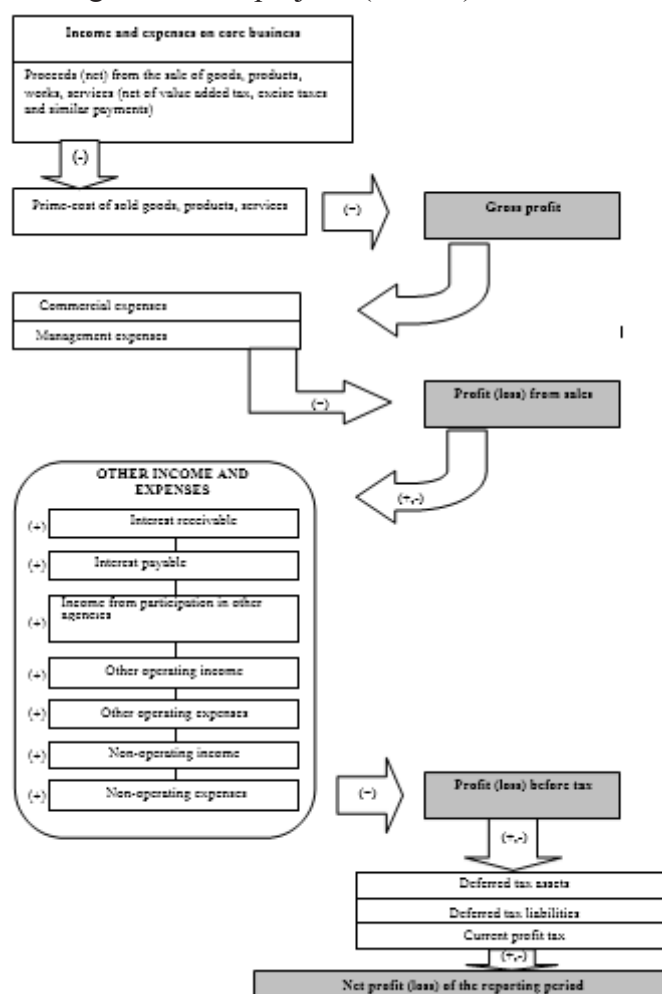 Income and expenses on core business
Proceeds (net) from the sale of goods, products,
works, services (net of value added tax, excise taxes
and similar payments)
(-)
Prime-cost of sold goods, products, services
(=)
Gross profit
Commercial expenses
Management expenses
(=)
Profit (loss) from sales
(+,-)
OTHER INCOME AND
EXPENSES
(+) Interest receivable
(+) Interest payable
(+) Income from participation in other
agencies
(+) Other operating income
(+) Other operating expenses
(+) Non-operating income
(+) Non-operating expenses
(=)
Profit (loss) before tax
(+,-)
Deferred tax assets
Deferred tax liabilities
Current profit tax
(+,-)
Net profit (loss) of the reporting period